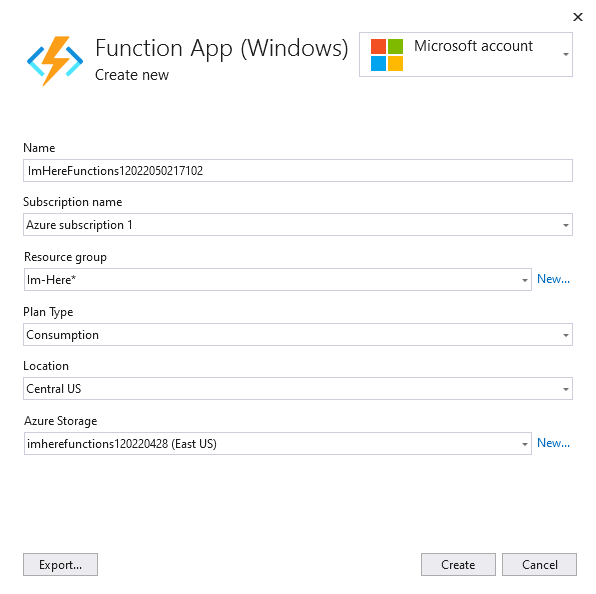 Function App (Windows)
Create new
Microsoft account
Name
ImHereFunctions12022050217102
Subscription name
Azure subscription 1
Resource group
Im-Here*
New...
Plan Type
Consumption
Location
Central US
Azure Storage
imherefunctions120220428 (East US)
New...
Export...
Create
Cancel